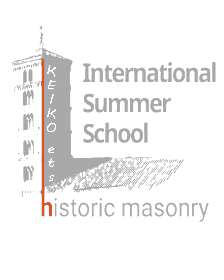 KEIKO ets
International
Summer
School
historic masonry